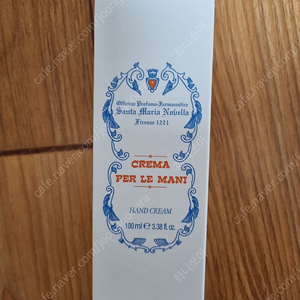 Officina Profumo-Farmaceutica
Santa Maria Novella
Firenze 1221
CREMA
PER LE MANI
HAND CREAM
100 ml ℮ 3.38 fl.oz.